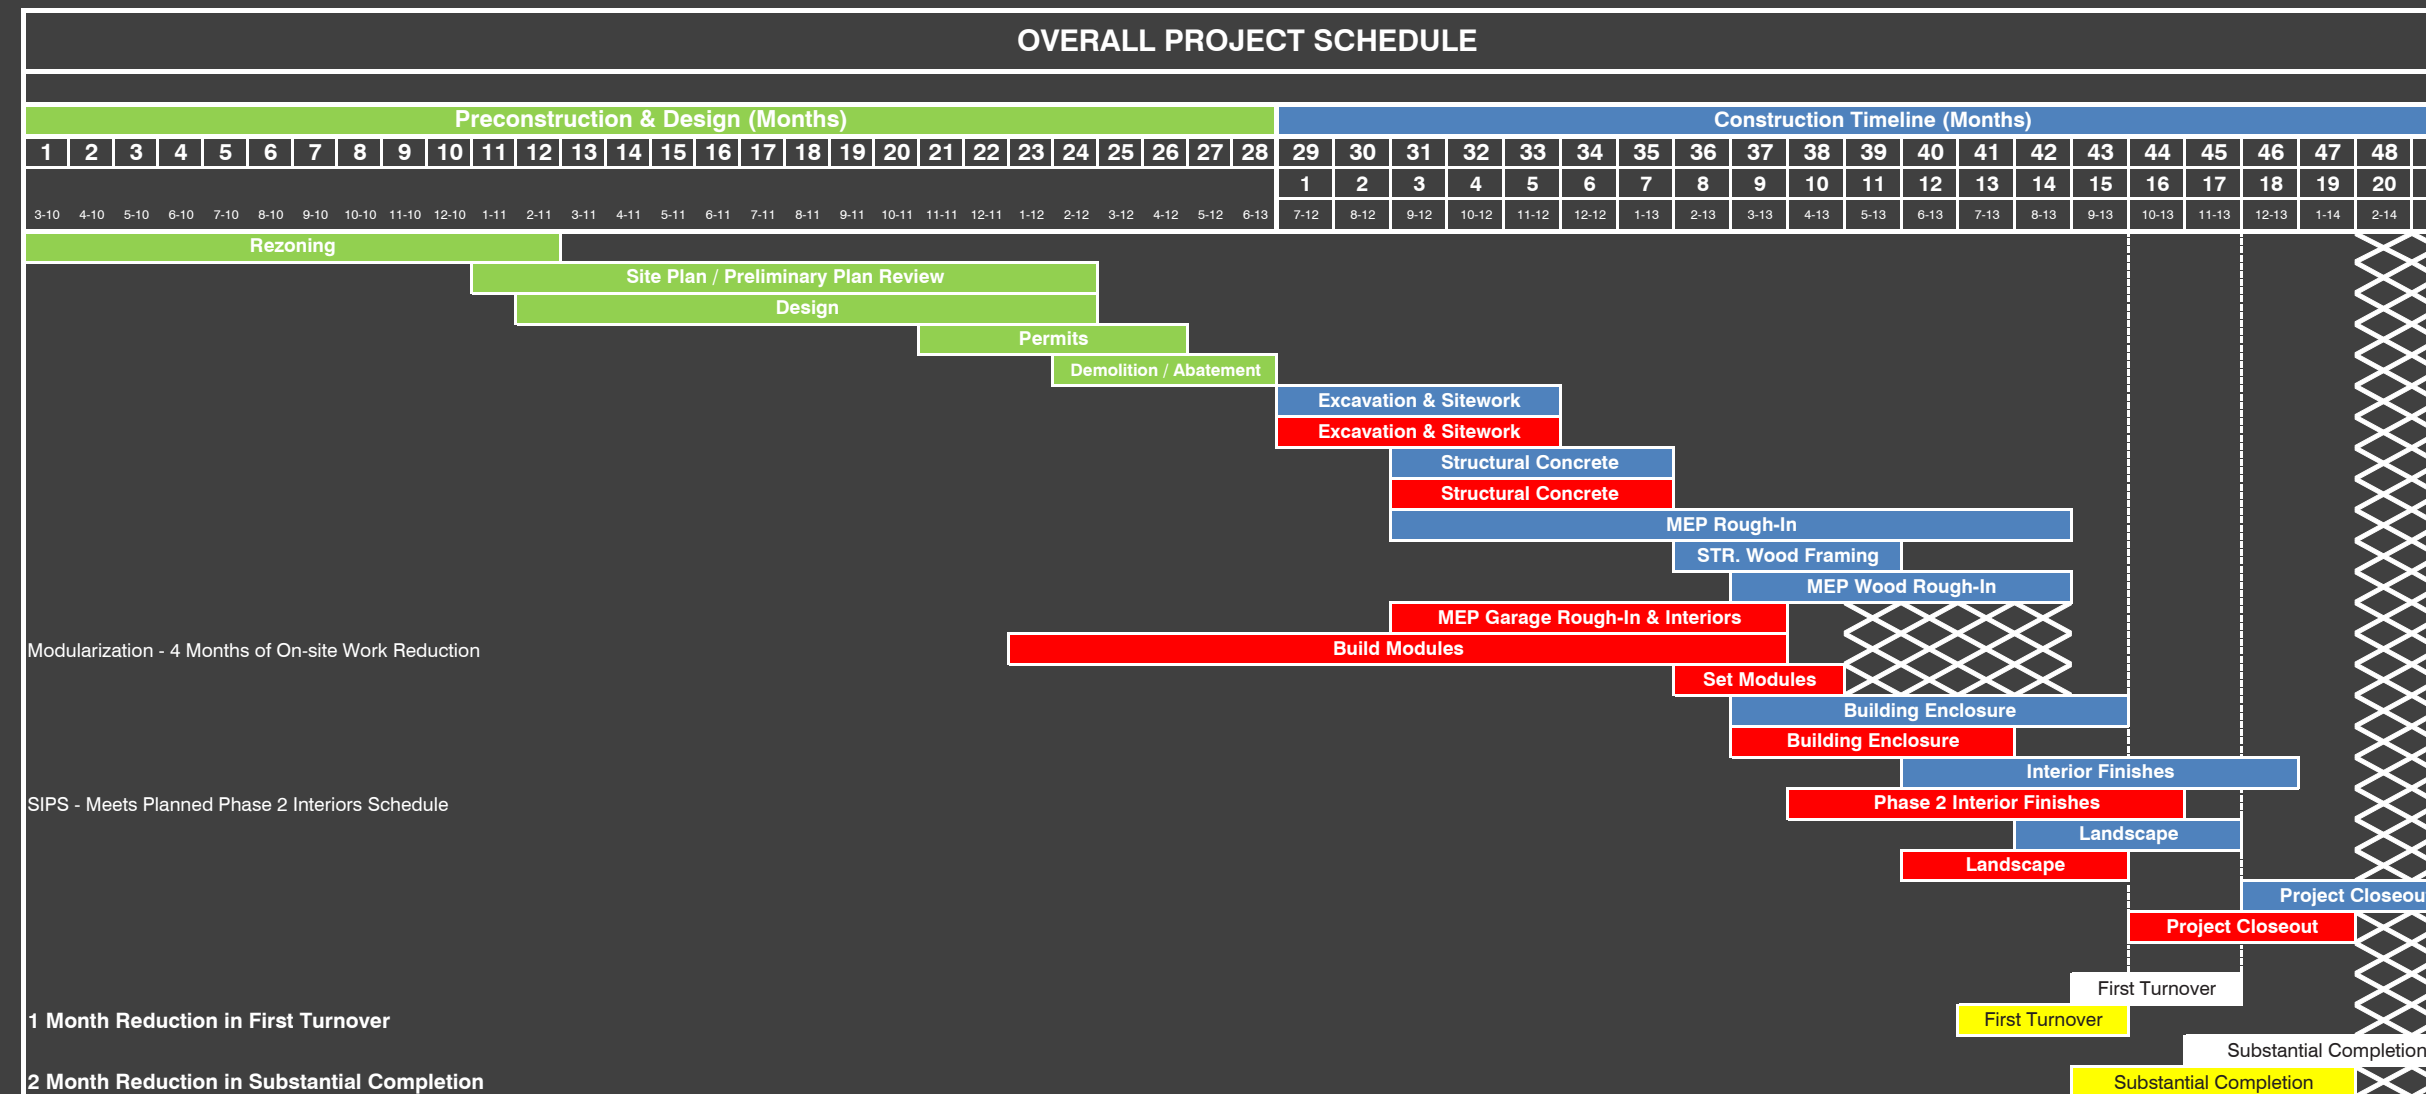 OVERALL PROJECT SCHEDULE
Preconstruction & Design (Months) Construction Timeline (Months)
1 2 3 4 5 6 7 8 9 10 11 12 13 14 15 16 17 18 19 20 21 22 23 24 25 26 27 28 29 30 31 32 33 34 35 36 37 38 39 40 41 42 43 44 45 46 47 48
1 2 3 4 5 6 7 8 9 10 11 12 13 14 15 16 17 18 19 20
3-10 4-10 5-10 6-10 7-10 8-10 9-10 10-10 11-10 12-10 1-11 2-11 3-11 4-11 5-11 6-11 7-11 8-11 9-11 10-11 11-11 12-11 1-12 2-12 3-12 4-12 5-12 6-13 7-12 8-12 9-12 10-12 11-12 12-12 1-13 2-13 3-13 4-13 5-13 6-13 7-13 8-13 9-13 10-13 11-13 12-13 1-14 2-14
Rezoning
Site Plan / Preliminary Plan Review
Design
Permits
Demolition / Abatement
Excavation & Sitework
Excavation & Sitework
Structural Concrete
Structural Concrete
MEP Rough-In
STR. Wood Framing
MEP Wood Rough-In
MEP Garage Rough-In & Interiors
Modularization - 4 Months of On-site Work Reduction Build Modules
Set Modules
Building Enclosure
Building Enclosure
Interior Finishes
SIPS - Meets Planned Phase 2 Interiors Schedule Phase 2 Interior Finishes
Landscape
Landscape
Project Closeou
Project Closeout
First Turnover
1 Month Reduction in First Turnover First Turnover
Substantial Completion
2 Month Reduction in Substantial Completion Substantial Completion